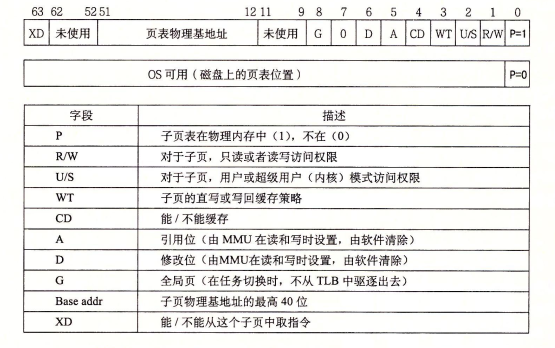 63 62 52 51 12 11 9 8 7 6 5 4 3 2 1 0
XD 未使用 页表物理基地址 未使用 G 0 D A CD WT U/S R/W P=1
OS 可用 ( 磁盘上的页表位置 ) P=0
字段 描述
P 子页表在物理内存中（1），不在（0）
R/W 对于子页，只读或者读写访问权限
U/S 对于子页，用户或超级用户（内核）模式访问权限
WT 子页的直写或写回缓存策略
CD 能 / 不能缓存
A 引用位（由 MMU 在读和写时设置，由软件清除）
D 修改位（由MMU在读和写时设置，由软件清除）
G 全局页（在任务切换时，不从 TLB 中驱逐出去）
Base addr 子页物理基地址的最高 40 位
XD 能 / 不能从这个子页中取指令